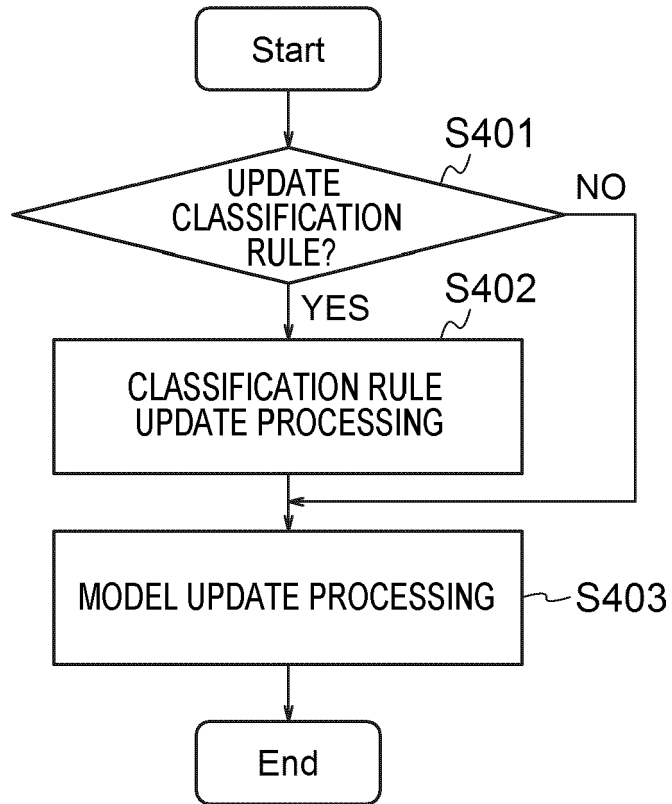 Start
S401
UPDATE
CLASSIFICATION
RULE?
NO
YES
S402
CLASSIFICATION RULE
UPDATE PROCESSING
MODEL UPDATE PROCESSING
S403
End